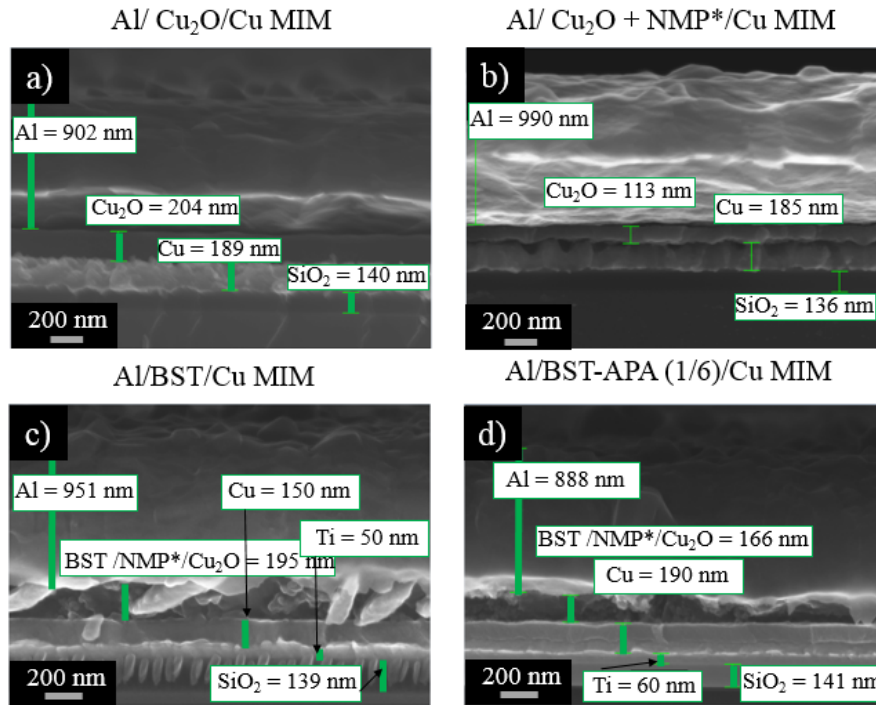 Al/ Cu₂O/Cu MIM
a)
Al = 902 nm
Cu₂O = 204 nm
Cu = 189 nm
SiO₂ = 140 nm
200 nm
Al/ Cu₂O + NMP*/Cu MIM
b)
Al = 990 nm
Cu₂O = 113 nm
Cu = 185 nm
SiO₂ = 136 nm
200 nm
Al/BST/Cu MIM
c)
Al = 951 nm
Cu = 150 nm
Ti = 50 nm
BST /NMP*/Cu₂O = 195 nm
SiO₂ = 139 nm
200 nm
Al/BST-APA (1/6)/Cu MIM
d)
Al = 888 nm
BST /NMP*/Cu₂O = 166 nm
Cu = 190 nm
Ti = 60 nm
SiO₂ = 141 nm
200 nm